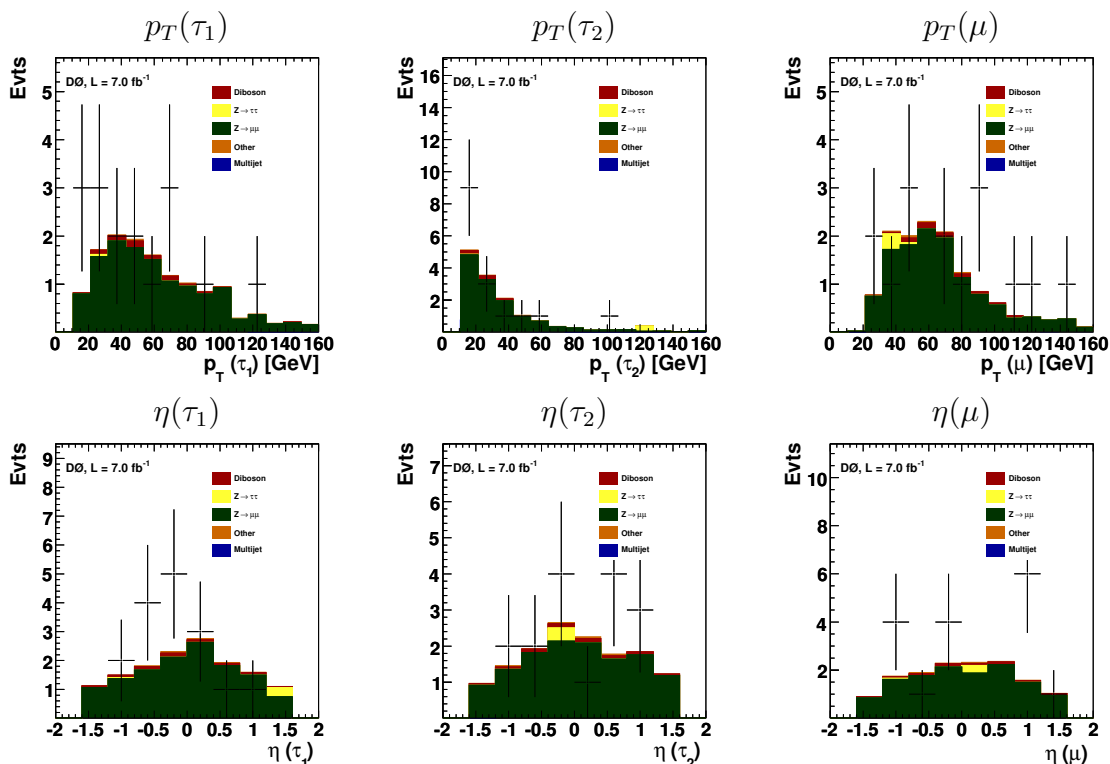 p_T(τ_1) p_T(τ_2) p_T(μ)
Evts
5
4
3
2
1
DØ, L = 7.0 fb^-1
Diboson
Z→ττ
Z→μμ
Other
Multijet
0 20 40 60 80 100 120 140 160
p_T (τ_1) [GeV]
Evts
16
14
12
10
8
6
4
2
DØ, L = 7.0 fb^-1
Diboson
Z→ττ
Z→μμ
Other
Multijet
0 20 40 60 80 100 120 140 160
p_T (τ_2) [GeV]
Evts
5
4
3
2
1
DØ, L = 7.0 fb^-1
Diboson
Z→ττ
Z→μμ
Other
Multijet
0 20 40 60 80 100 120 140 160
p_T (μ) [GeV]
η(τ_1) η(τ_2) η(μ)
Evts
9
8
7
6
5
4
3
2
1
DØ, L = 7.0 fb^-1
Diboson
Z→ττ
Z→μμ
Other
Multijet
-2 -1.5 -1 -0.5 0 0.5 1 1.5 2
η (τ_1)
Evts
7
6
5
4
3
2
1
DØ, L = 7.0 fb^-1
Diboson
Z→ττ
Z→μμ
Other
Multijet
-2 -1.5 -1 -0.5 0 0.5 1 1.5 2
η (τ_2)
Evts
10
8
6
4
2
DØ, L = 7.0 fb^-1
Diboson
Z→ττ
Z→μμ
Other
Multijet
-2 -1.5 -1 -0.5 0 0.5 1 1.5 2
η (μ)